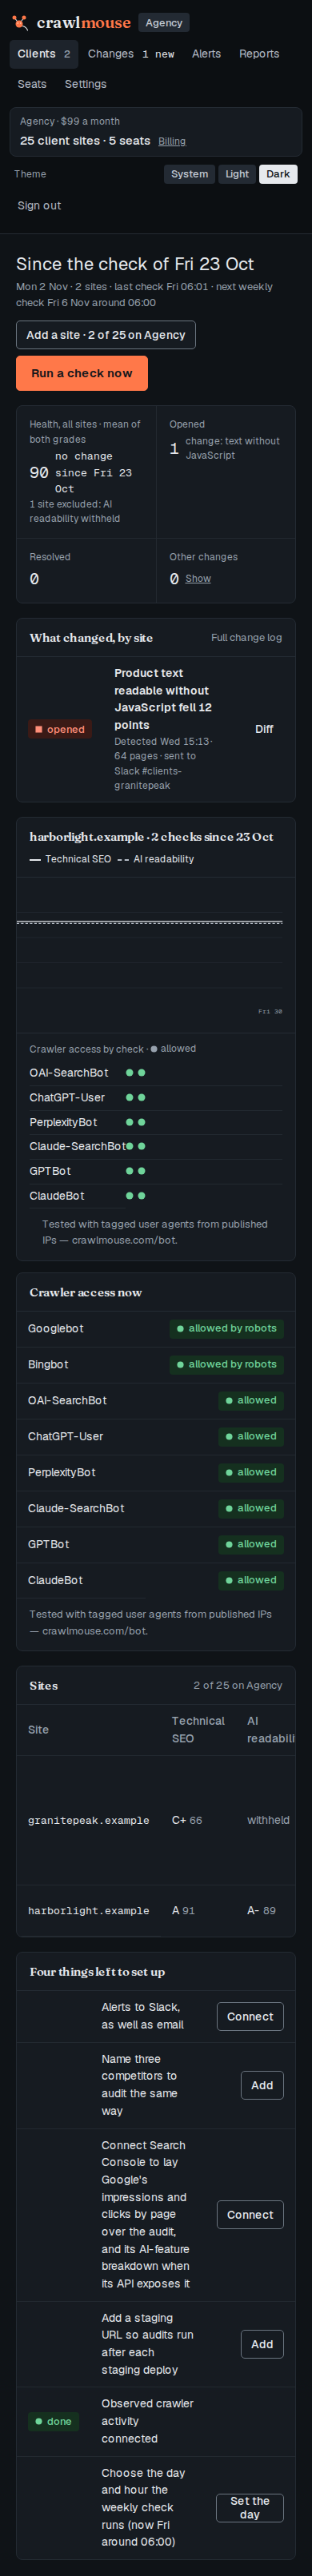 crawlmouse Agency
Clients 2 Changes 1 new Alerts Reports
Seats Settings
Agency · $99 a month
25 client sites · 5 seats Billing
Theme System Light Dark
Sign out
Since the check of Fri 23 Oct
Mon 2 Nov · 2 sites · last check Fri 06:01 · next weekly
check Fri 6 Nov around 06:00
Add a site · 2 of 25 on Agency
Run a check now
Health, all sites · mean of
both grades
90 no change
since Fri 23
Oct
1 site excluded: AI
readability withheld
Opened
1 change: text without
JavaScript
Resolved
0
Other changes
0 Show
What changed, by site Full change log
opened
Product text
readable without
JavaScript fell 12
points
Detected Wed 15:13 ·
64 pages · sent to
Slack #clients-
granitepeak
Diff
harborlight.example · 2 checks since 23 Oct
Technical SEO AI readability
Fri 30
Crawler access by check · allowed
OAI-SearchBot
ChatGPT-User
PerplexityBot
Claude-SearchBot
GPTBot
ClaudeBot
Tested with tagged user agents from published
IPs — crawlmouse.com/bot.
Crawler access now
Googlebot allowed by robots
Bingbot allowed by robots
OAI-SearchBot allowed
ChatGPT-User allowed
PerplexityBot allowed
Claude-SearchBot allowed
GPTBot allowed
ClaudeBot allowed
Tested with tagged user agents from published IPs
— crawlmouse.com/bot.
Sites 2 of 25 on Agency
Site Technical SEO AI readabili
granitepeak.example C+ 66 withheld
harborlight.example A 91 A- 89
Four things left to set up
Alerts to Slack,
as well as email
Connect
Name three
competitors to
audit the same
way
Add
Connect Search
Console to lay
Google's
impressions and
clicks by page
over the audit,
and its AI-feature
breakdown when
its API exposes it
Connect
Add a staging
URL so audits run
after each
staging deploy
Add
done
Observed crawler
activity
connected
Choose the day
and hour the
weekly check
runs (now Fri
around 06:00)
Set the
day